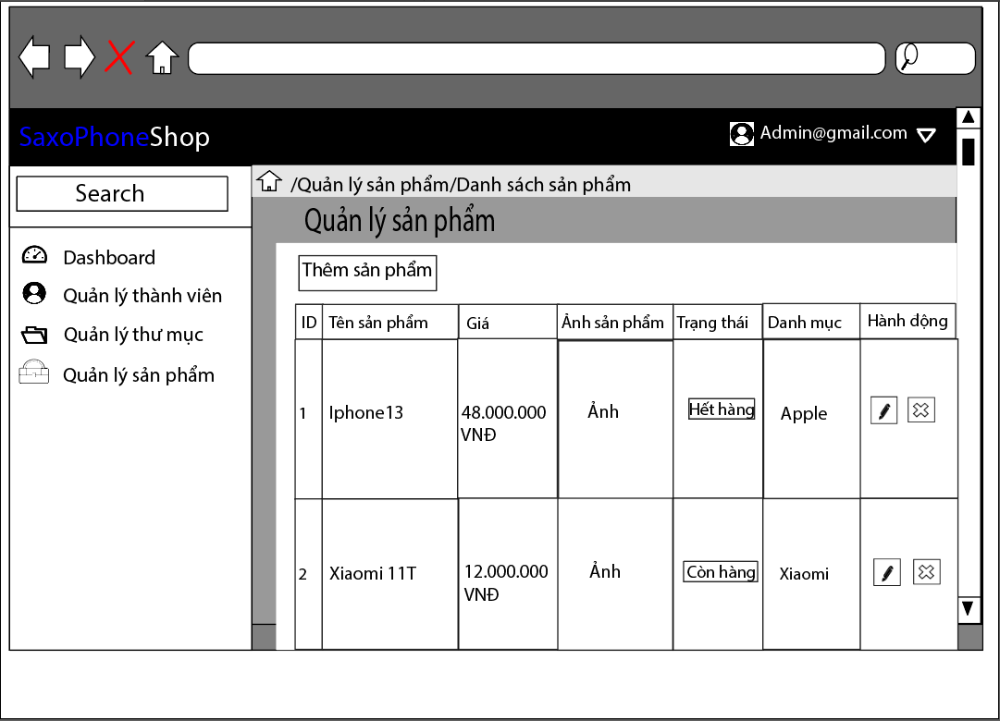 SaxoPhoneShop
Admin@gmail.com
Search
/Quản lý sản phẩm/Danh sách sản phẩm
Quản lý sản phẩm
Dashboard
Quản lý thành viên
Quản lý thư mục
Quản lý sản phẩm
Thêm sản phẩm
ID Tên sản phẩm Giá Ảnh sản phẩm Trạng thái Danh mục Hành động
1 Iphone13 48.000.000 Ảnh Hết hàng Apple
VNĐ
2 Xiaomi 11T 12.000.000 Ảnh Còn hàng Xiaomi
VNĐ